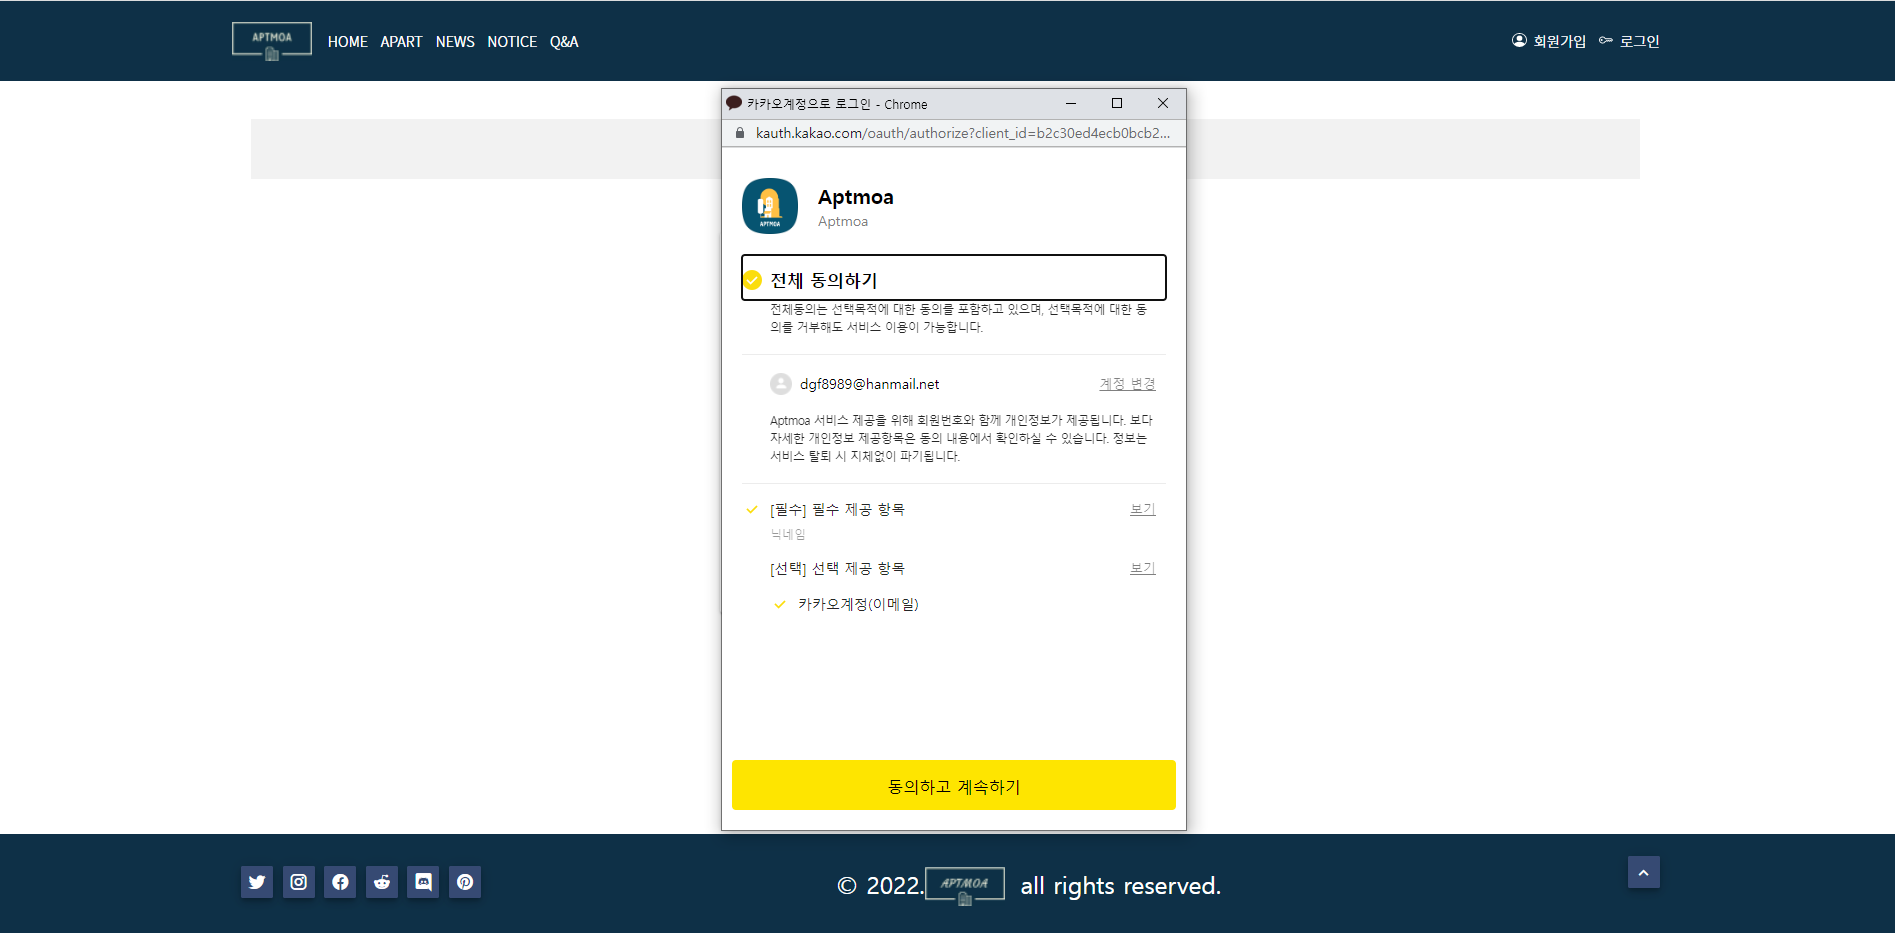 APTMOA HOME APART NEWS NOTICE Q&A 회원가입 로그인
카카오계정으로 로그인 - Chrome
kauth.kakao.com/oauth/authorize?client_id=b2c30ed4ecb0bcb2...
Aptmoa
APTMOA
Aptmoa
전체 동의하기
전체동의는 선택목적에 대한 동의를 포함하고 있으며, 선택목적에 대한 동
의를 거부해도 서비스 이용이 가능합니다.
dgf8989@hanmail.net 계정 변경
Aptmoa 서비스 제공을 위해 회원번호와 함께 개인정보가 제공됩니다. 보다
자세한 개인정보 제공항목은 동의 내용에서 확인하실 수 있습니다. 정보는
서비스 탈퇴 시 지체없이 파기됩니다.
[필수] 필수 제공 항목 보기
닉네임
[선택] 선택 제공 항목 보기
카카오계정(이메일)
동의하고 계속하기
© 2022. APTMOA all rights reserved.